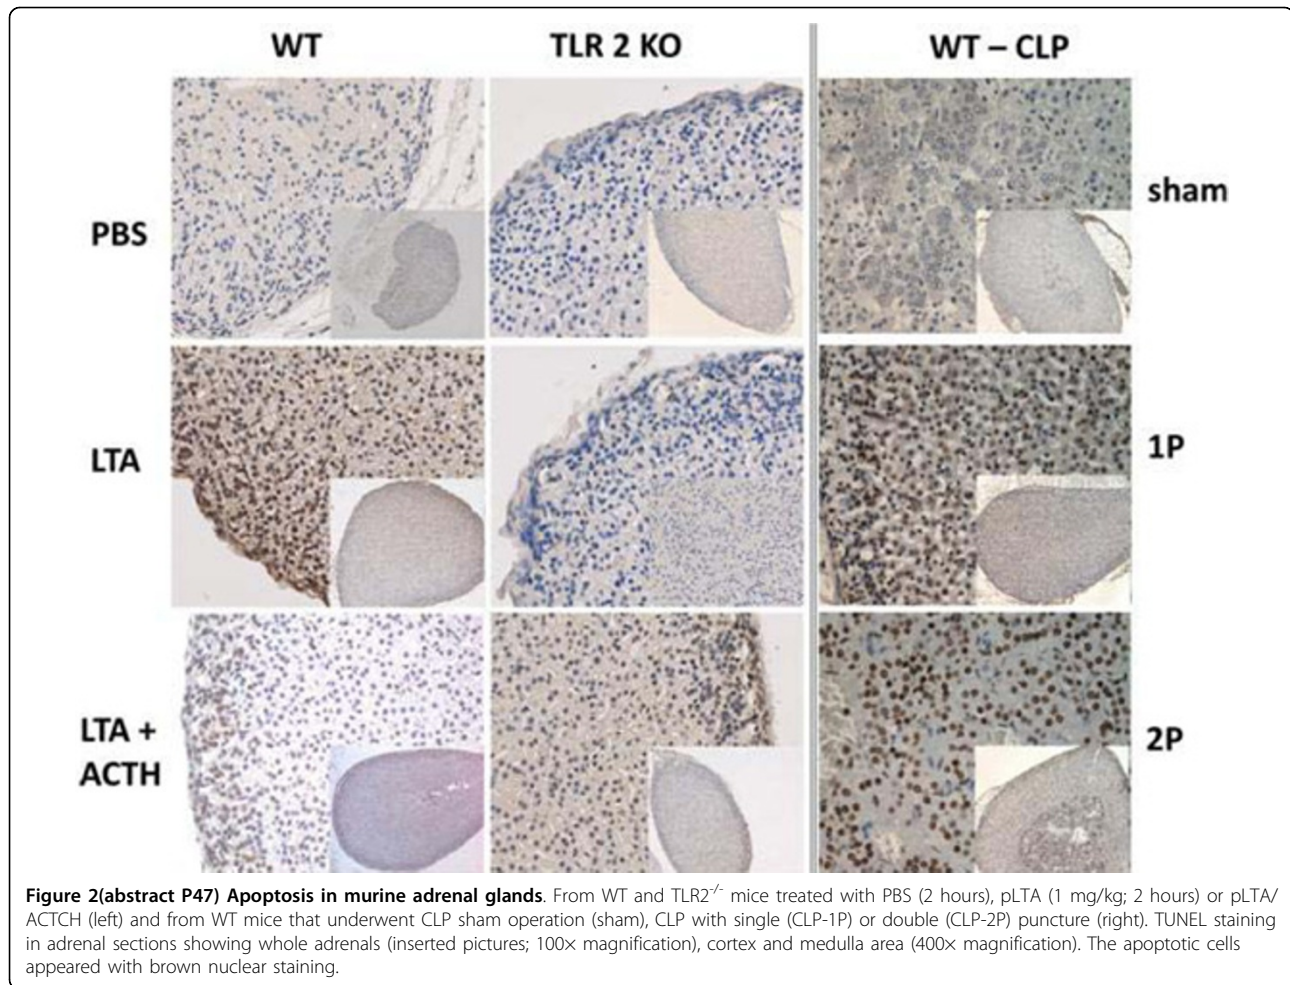 WT TLR 2 KO WT – CLP
PBS sham
LTA 1P
LTA +
ACTH 2P
Figure 2(abstract P47) Apoptosis in murine adrenal glands. From WT and TLR2-/- mice treated with PBS (2 hours), pLTA (1 mg/kg; 2 hours) or pLTA/
ACTCH (left) and from WT mice that underwent CLP sham operation (sham), CLP with single (CLP-1P) or double (CLP-2P) puncture (right). TUNEL staining
in adrenal sections showing whole adrenals (inserted pictures; 100× magnification), cortex and medulla area (400× magnification). The apoptotic cells
appeared with brown nuclear staining.